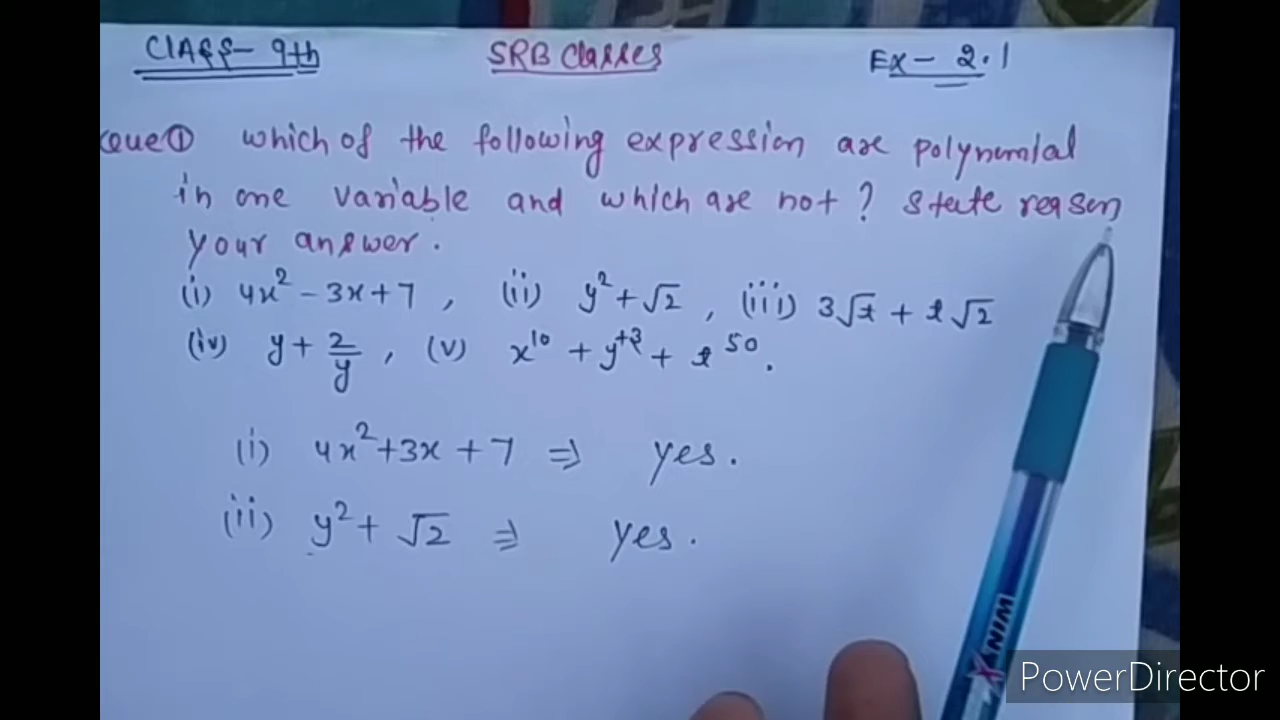 ClASS- 9th SRB Classes Ex- 2.1
Que① which of the following expression are polynomial
in one variable and which are not ? State reason
your answer .
(i) 4x² - 3x + 7 , (ii) y² + √2 , (iii) 3√t + t√2
(iv) y + 2/y , (v) x¹⁰ + y⁺³ + t⁵⁰ .
(i) 4x² + 3x + 7 ⇒ yes .
(ii) y² + √2 ⇒ yes .
WIN
PowerDirector